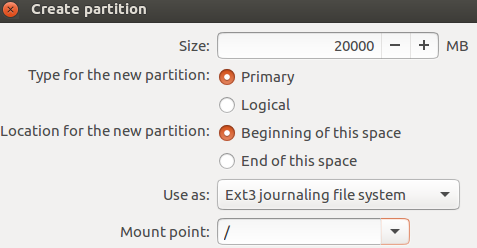 Create partition
Size: 20000 MB
Type for the new partition: Primary
Logical
Location for the new partition: Beginning of this space
End of this space
Use as: Ext3 journaling file system
Mount point: /